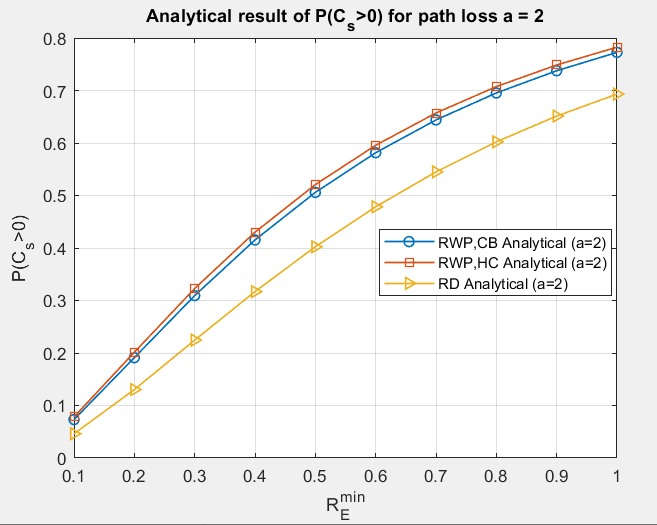 Analytical result of P(C_s>0) for path loss a = 2
P(C_s>0)
0.8
0.7
0.6
0.5
0.4
0.3
0.2
0.1
0
RWP,CB Analytical (a=2)
RWP,HC Analytical (a=2)
RD Analytical (a=2)
0.1 0.2 0.3 0.4 0.5 0.6 0.7 0.8 0.9 1
R_E^min